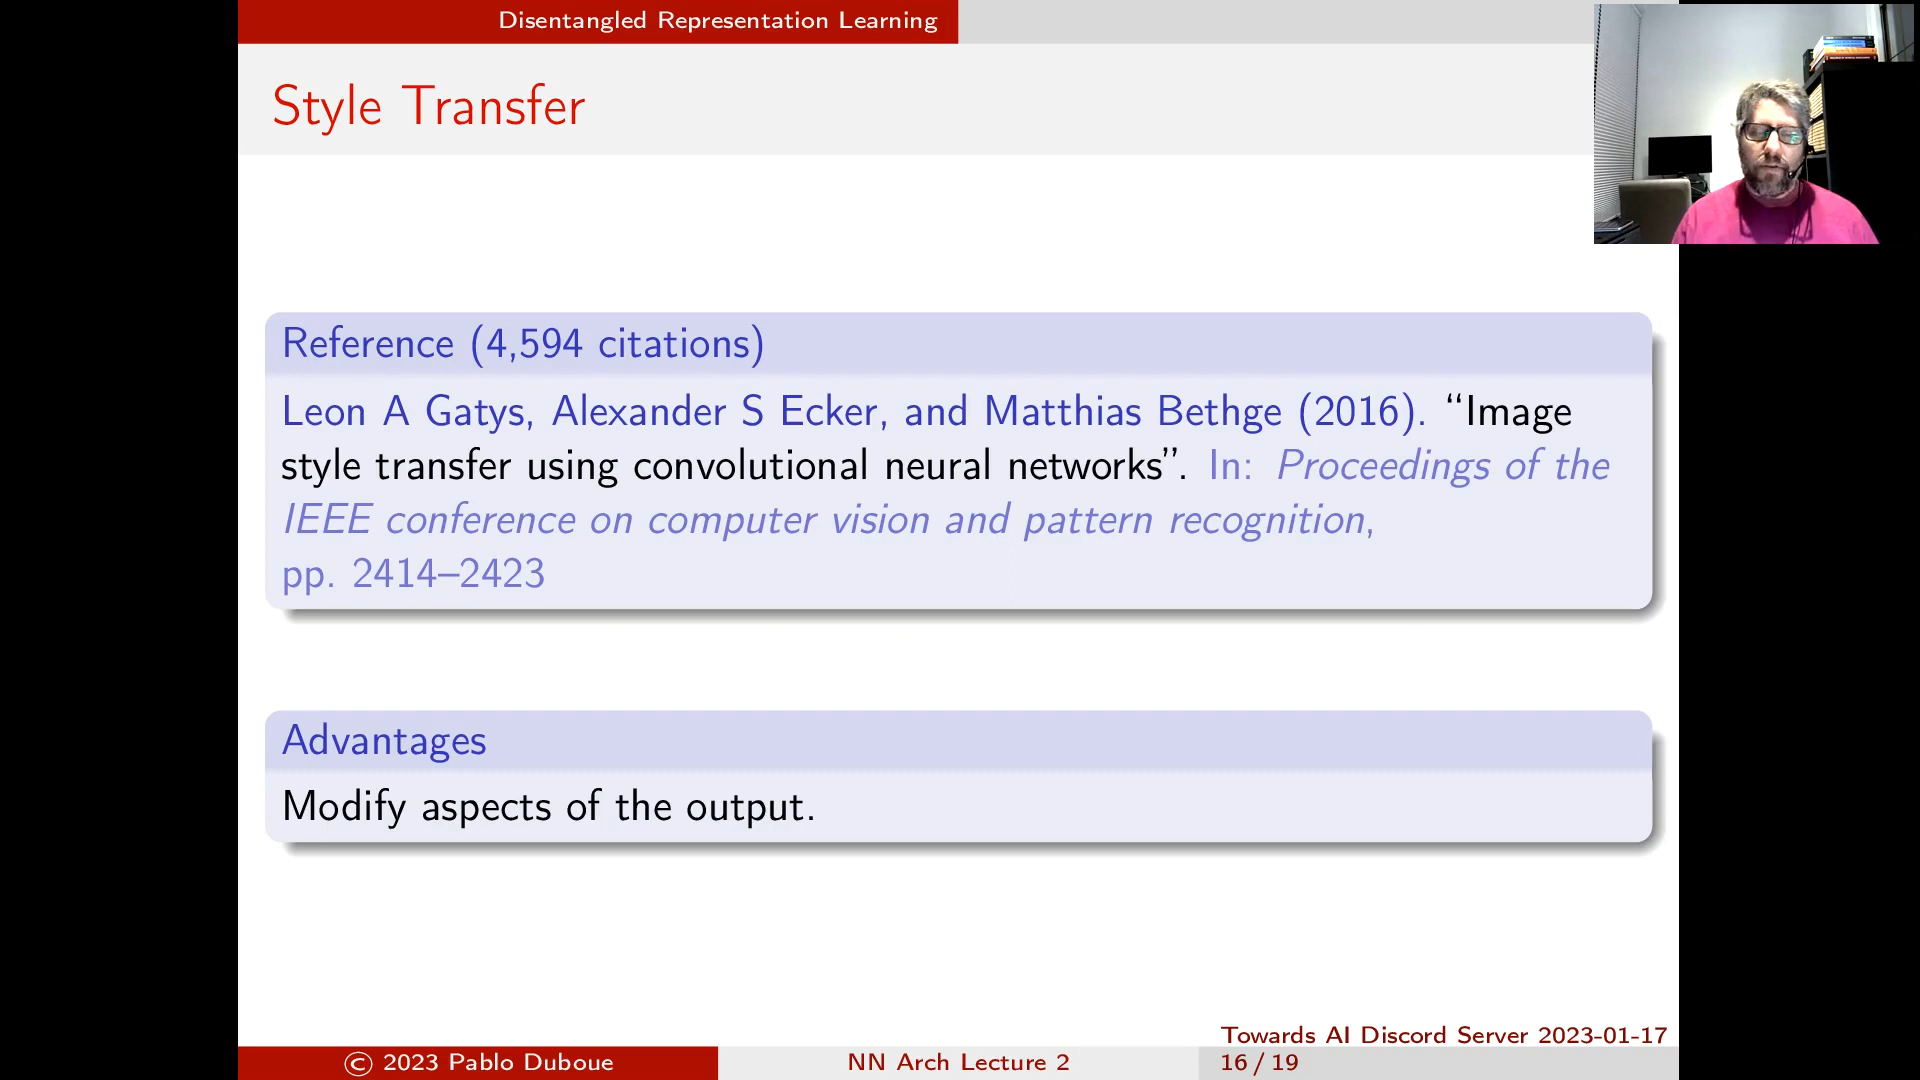 Disentangled Representation Learning
Style Transfer
Reference (4,594 citations)
Leon A Gatys, Alexander S Ecker, and Matthias Bethge (2016). “Image
style transfer using convolutional neural networks”. In: Proceedings of the
IEEE conference on computer vision and pattern recognition,
pp. 2414–2423
Advantages
Modify aspects of the output.
Towards AI Discord Server 2023-01-17
© 2023 Pablo Duboue NN Arch Lecture 2 16 / 19